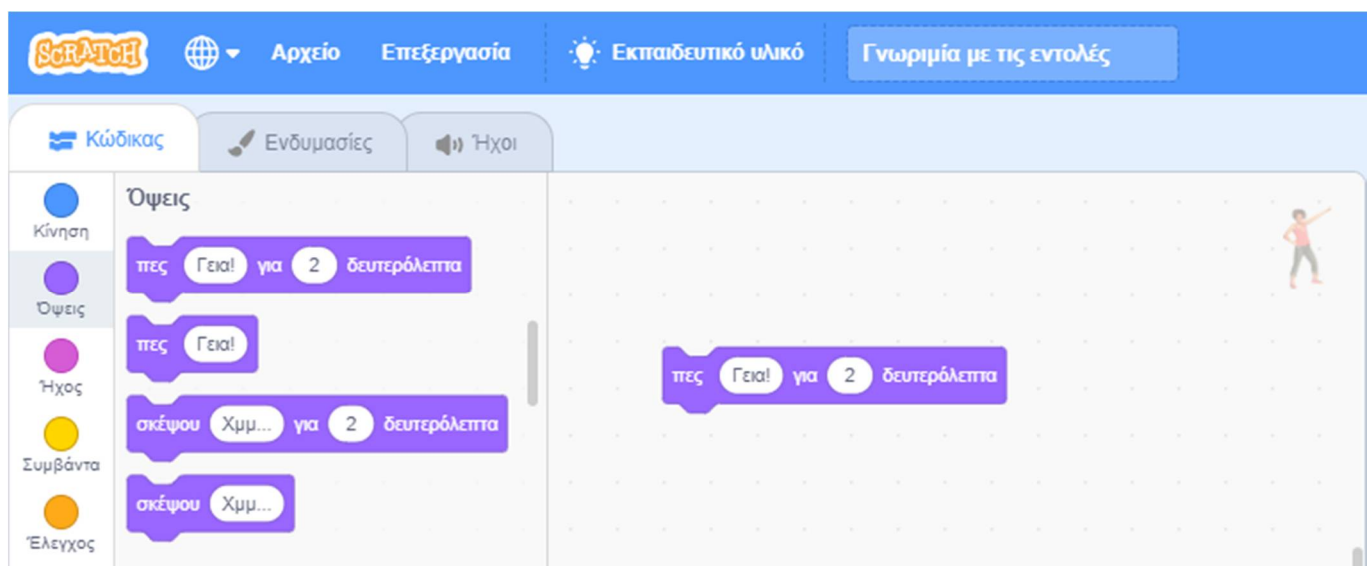 SCRATCH Αρχείο Επεξεργασία Εκπαιδευτικό υλικό Γνωριμία με τις εντολές
Κώδικας Ενδυμασίες Ήχοι
Κίνηση
Όψεις
Ήχος
Συμβάντα
Έλεγχος
Όψεις
πες Γεια! για 2 δευτερόλεπτα
πες Γεια!
σκέψου Χμμ... για 2 δευτερόλεπτα
σκέψου Χμμ...
πες Γεια! για 2 δευτερόλεπτα